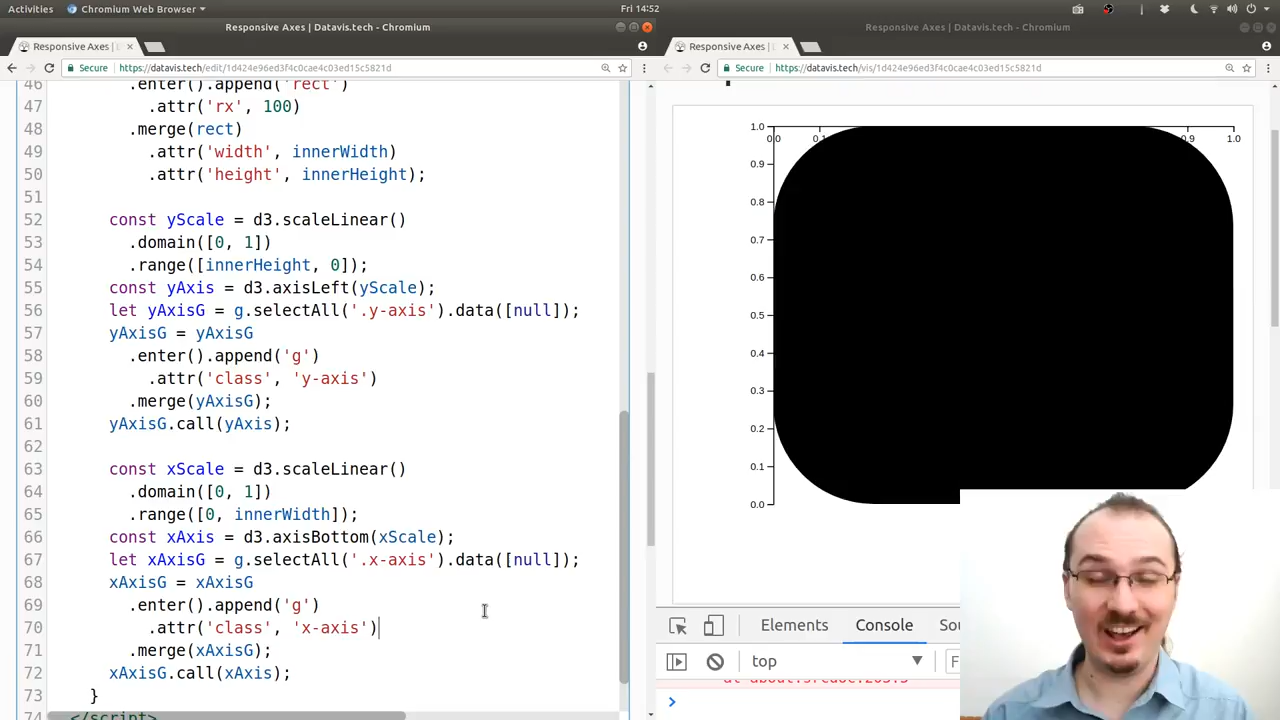 Activities Chromium Web Browser Fri 14:52
Responsive Axes | Datavis.tech - Chromium
Responsive Axes | Datavis.tech - Chromium
Responsive Axes | D
Responsive Axes | Datavis.tech
Secure https://datavis.tech/edit/1d424e96ed3f4c0cae4c03ed15c5821d
Secure https://datavis.tech/vis/1d424e96ed3f4c0cae4c03ed15c5821d
46 .enter().append('rect')
47 .attr('rx', 100)
48 .merge(rect)
49 .attr('width', innerWidth)
50 .attr('height', innerHeight);
51
52 const yScale = d3.scaleLinear()
53 .domain([0, 1])
54 .range([innerHeight, 0]);
55 const yAxis = d3.axisLeft(yScale);
56 let yAxisG = g.selectAll('.y-axis').data([null]);
57 yAxisG = yAxisG
58 .enter().append('g')
59 .attr('class', 'y-axis')
60 .merge(yAxisG);
61 yAxisG.call(yAxis);
62
63 const xScale = d3.scaleLinear()
64 .domain([0, 1])
65 .range([0, innerWidth]);
66 const xAxis = d3.axisBottom(xScale);
67 let xAxisG = g.selectAll('.x-axis').data([null]);
68 xAxisG = xAxisG
69 .enter().append('g')
70 .attr('class', 'x-axis')
71 .merge(xAxisG);
72 xAxisG.call(xAxis);
73 }
74 </script>
1.0
0.0 0.1 0.9 1.0
0.9
0.8
0.7
0.6
0.5
0.4
0.3
0.2
0.1
0.0
Elements Console
top